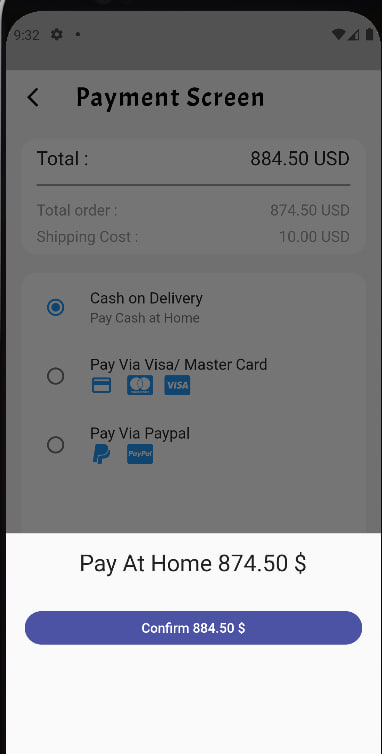 9:32
Payment Screen
Total : 884.50 USD
Total order : 874.50 USD
Shipping Cost : 10.00 USD
Cash on Delivery
Pay Cash at Home
Pay Via Visa/ Master Card
VISA
Pay Via Paypal
PayPal
Pay At Home 874.50 $
Confirm 884.50 $